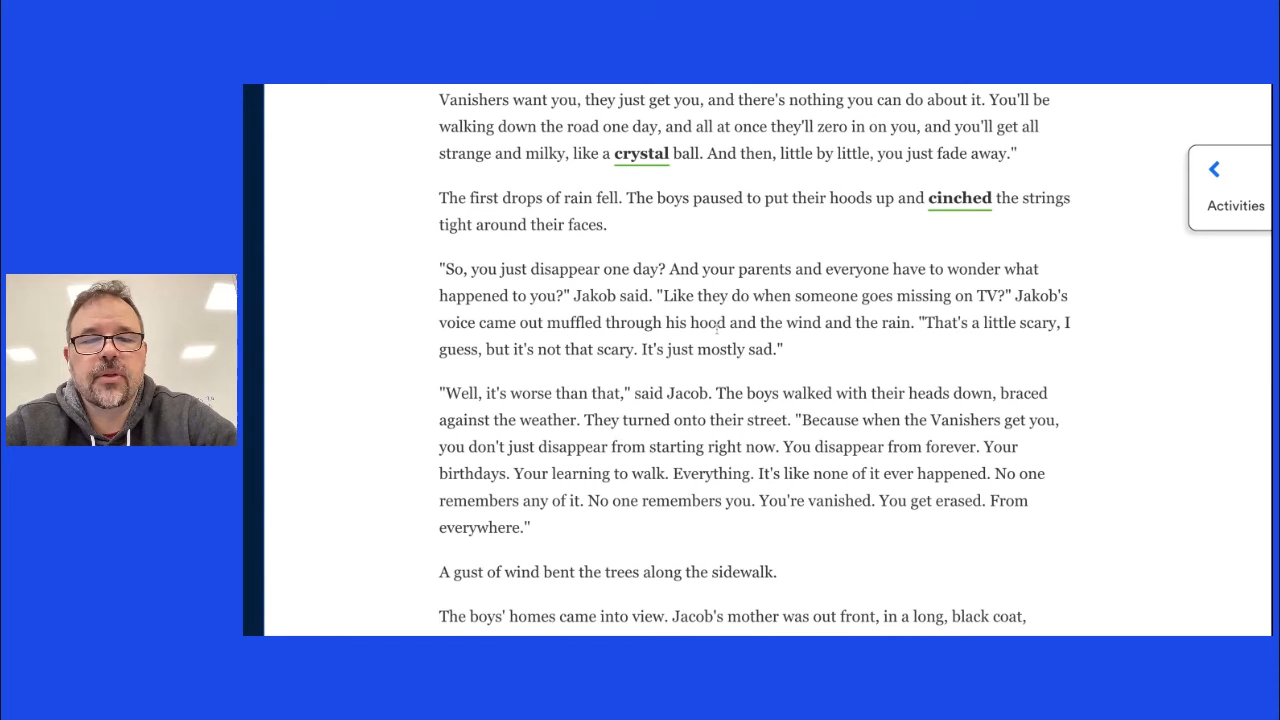 Vanishers want you, they just get you, and there's nothing you can do about it. You'll be
walking down the road one day, and all at once they'll zero in on you, and you'll get all
strange and milky, like a crystal ball. And then, little by little, you just fade away."
The first drops of rain fell. The boys paused to put their hoods up and cinched the strings
tight around their faces.
"So, you just disappear one day? And your parents and everyone have to wonder what
happened to you?" Jakob said. "Like they do when someone goes missing on TV?" Jakob's
voice came out muffled through his hood and the wind and the rain. "That's a little scary, I
guess, but it's not that scary. It's just mostly sad."
"Well, it's worse than that," said Jacob. The boys walked with their heads down, braced
against the weather. They turned onto their street. "Because when the Vanishers get you,
you don't just disappear from starting right now. You disappear from forever. Your
birthdays. Your learning to walk. Everything. It's like none of it ever happened. No one
remembers any of it. No one remembers you. You're vanished. You get erased. From
everywhere."
A gust of wind bent the trees along the sidewalk.
The boys' homes came into view. Jacob's mother was out front, in a long, black coat,
Activities